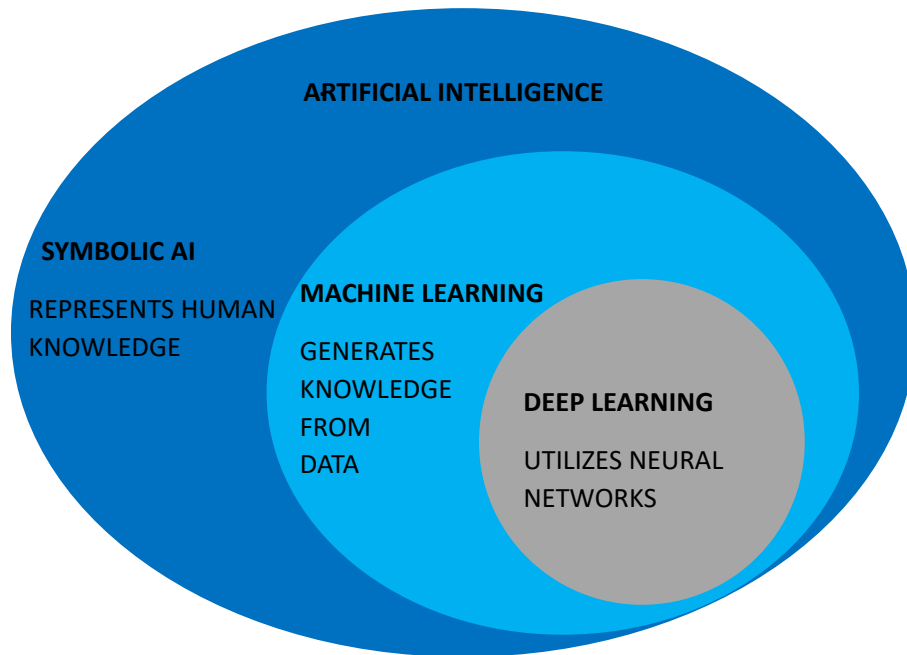 ARTIFICIAL INTELLIGENCE
SYMBOLIC AI
REPRESENTS HUMAN
KNOWLEDGE
MACHINE LEARNING
GENERATES
KNOWLEDGE
FROM
DATA
DEEP LEARNING
UTILIZES NEURAL
NETWORKS